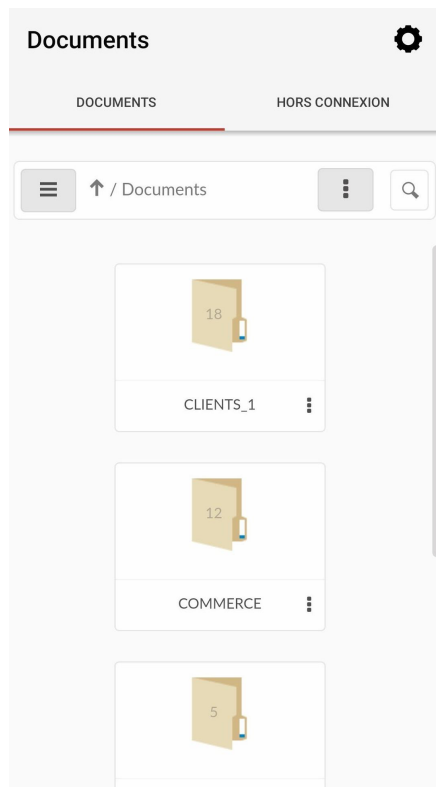 Documents
DOCUMENTS HORS CONNEXION
/ Documents
18
CLIENTS_1
12
COMMERCE
5